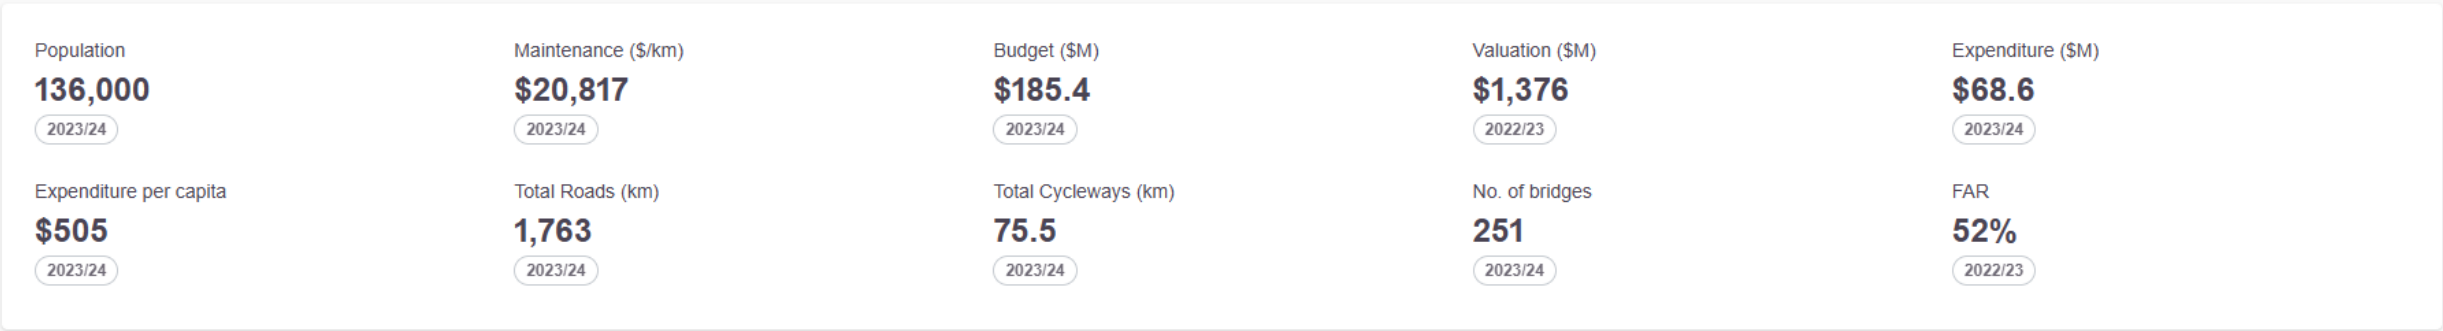 Population
136,000
2023/24
Maintenance ($/km)
$20,817
2023/24
Budget ($M)
$185.4
2023/24
Valuation ($M)
$1,376
2022/23
Expenditure ($M)
$68.6
2023/24
Expenditure per capita
$505
2023/24
Total Roads (km)
1,763
2023/24
Total Cycleways (km)
75.5
2023/24
No. of bridges
251
2023/24
FAR
52%
2022/23